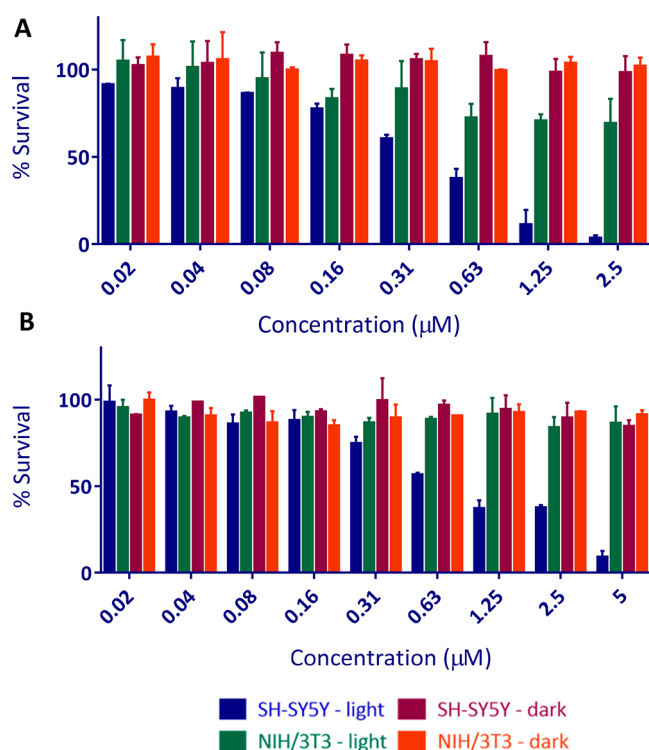 A
% Survival
100
50
0
0.02 0.04 0.08 0.16 0.31 0.63 1.25 2.5
Concentration (μM)
B
% Survival
100
50
0
0.02 0.04 0.08 0.16 0.31 0.63 1.25 2.5 5
Concentration (μM)
SH-SY5Y - light SH-SY5Y - dark
NIH/3T3 - light NIH/3T3 - dark